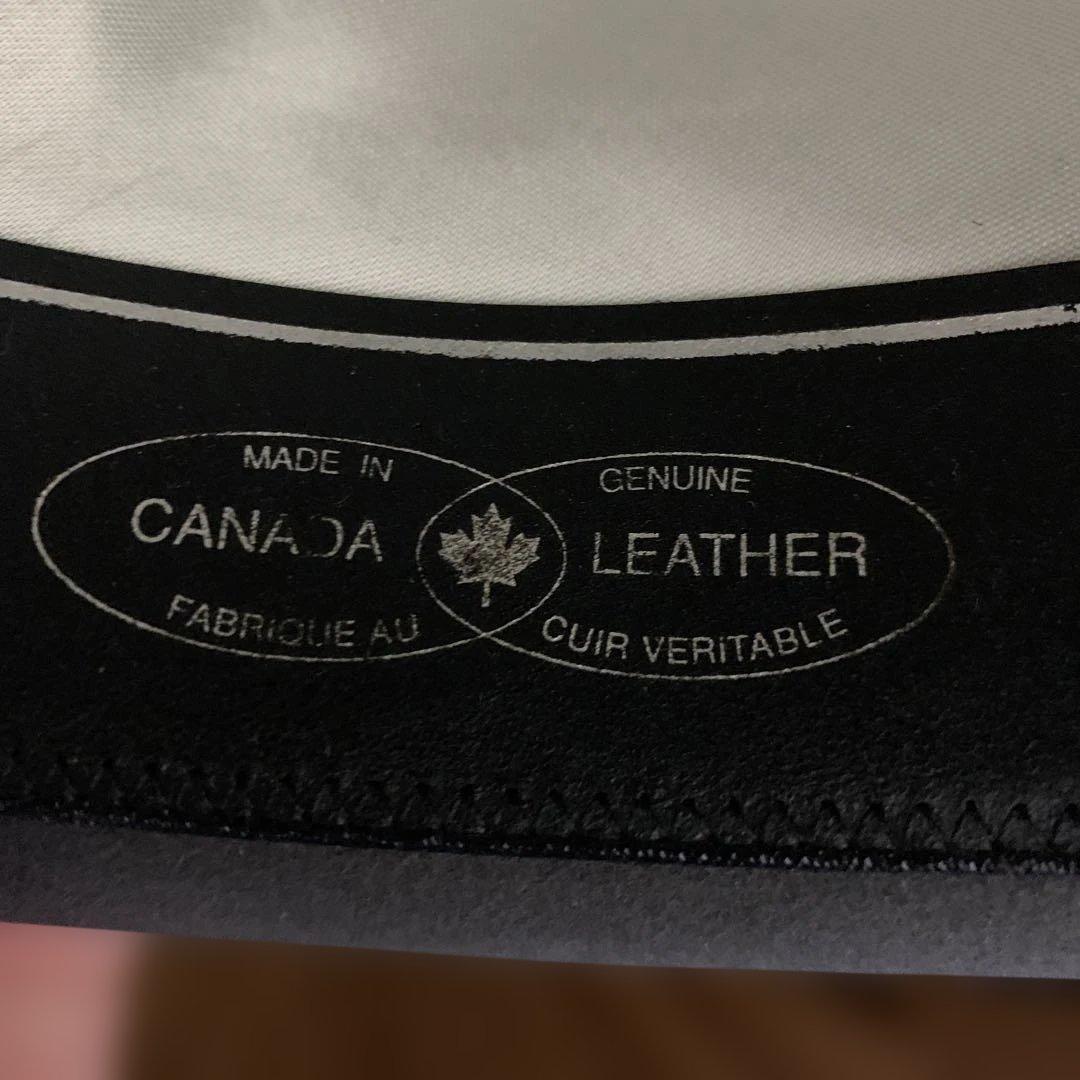 MADE IN
CANADA
FABRIQUE AU
GENUINE
LEATHER
CUIR VERITABLE